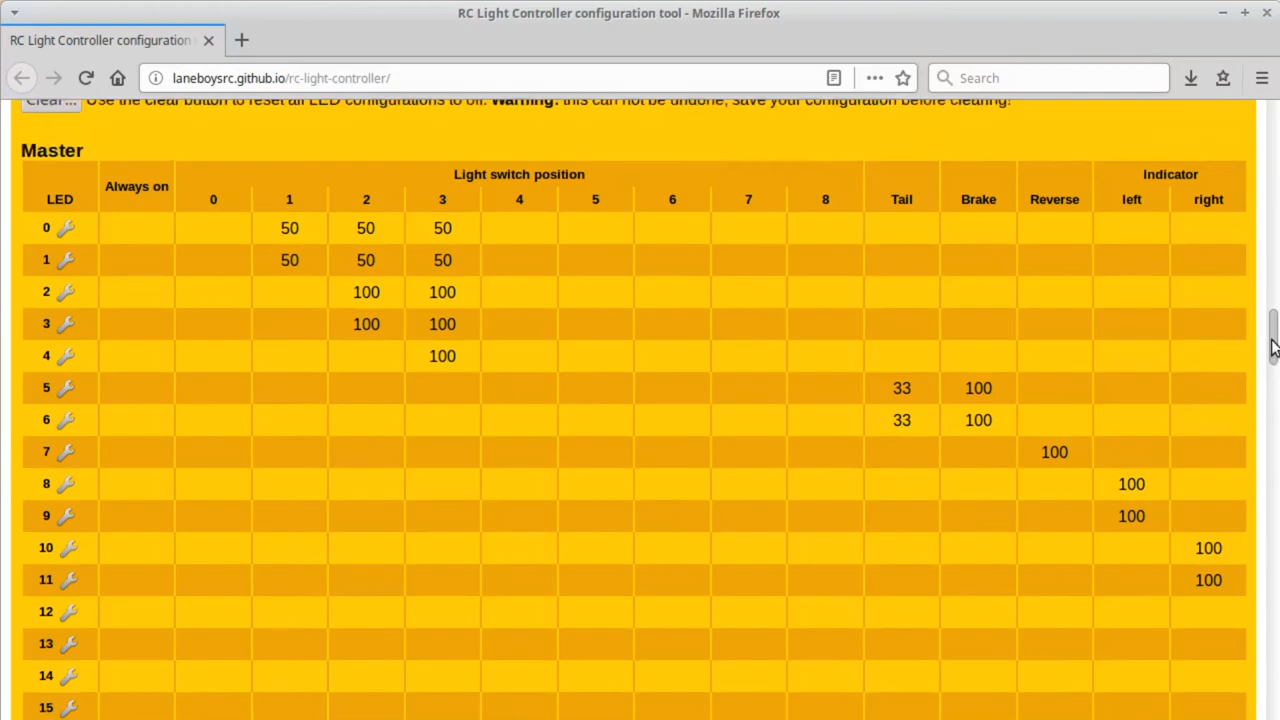 RC Light Controller configuration tool - Mozilla Firefox
RC Light Controller configuration
laneboysrc.github.io/rc-light-controller/
Search
Clear... Use the clear button to reset all LED configurations to off. Warning: this can not be undone, save your configuration before clearing!
Master
Light switch position Indicator
Always on
LED 0 1 2 3 4 5 6 7 8 Tail Brake Reverse left right
0 50 50 50
1 50 50 50
2 100 100
3 100 100
4 100
5 33 100
6 33 100
7 100
8 100
9 100
10 100
11 100
12
13
14
15